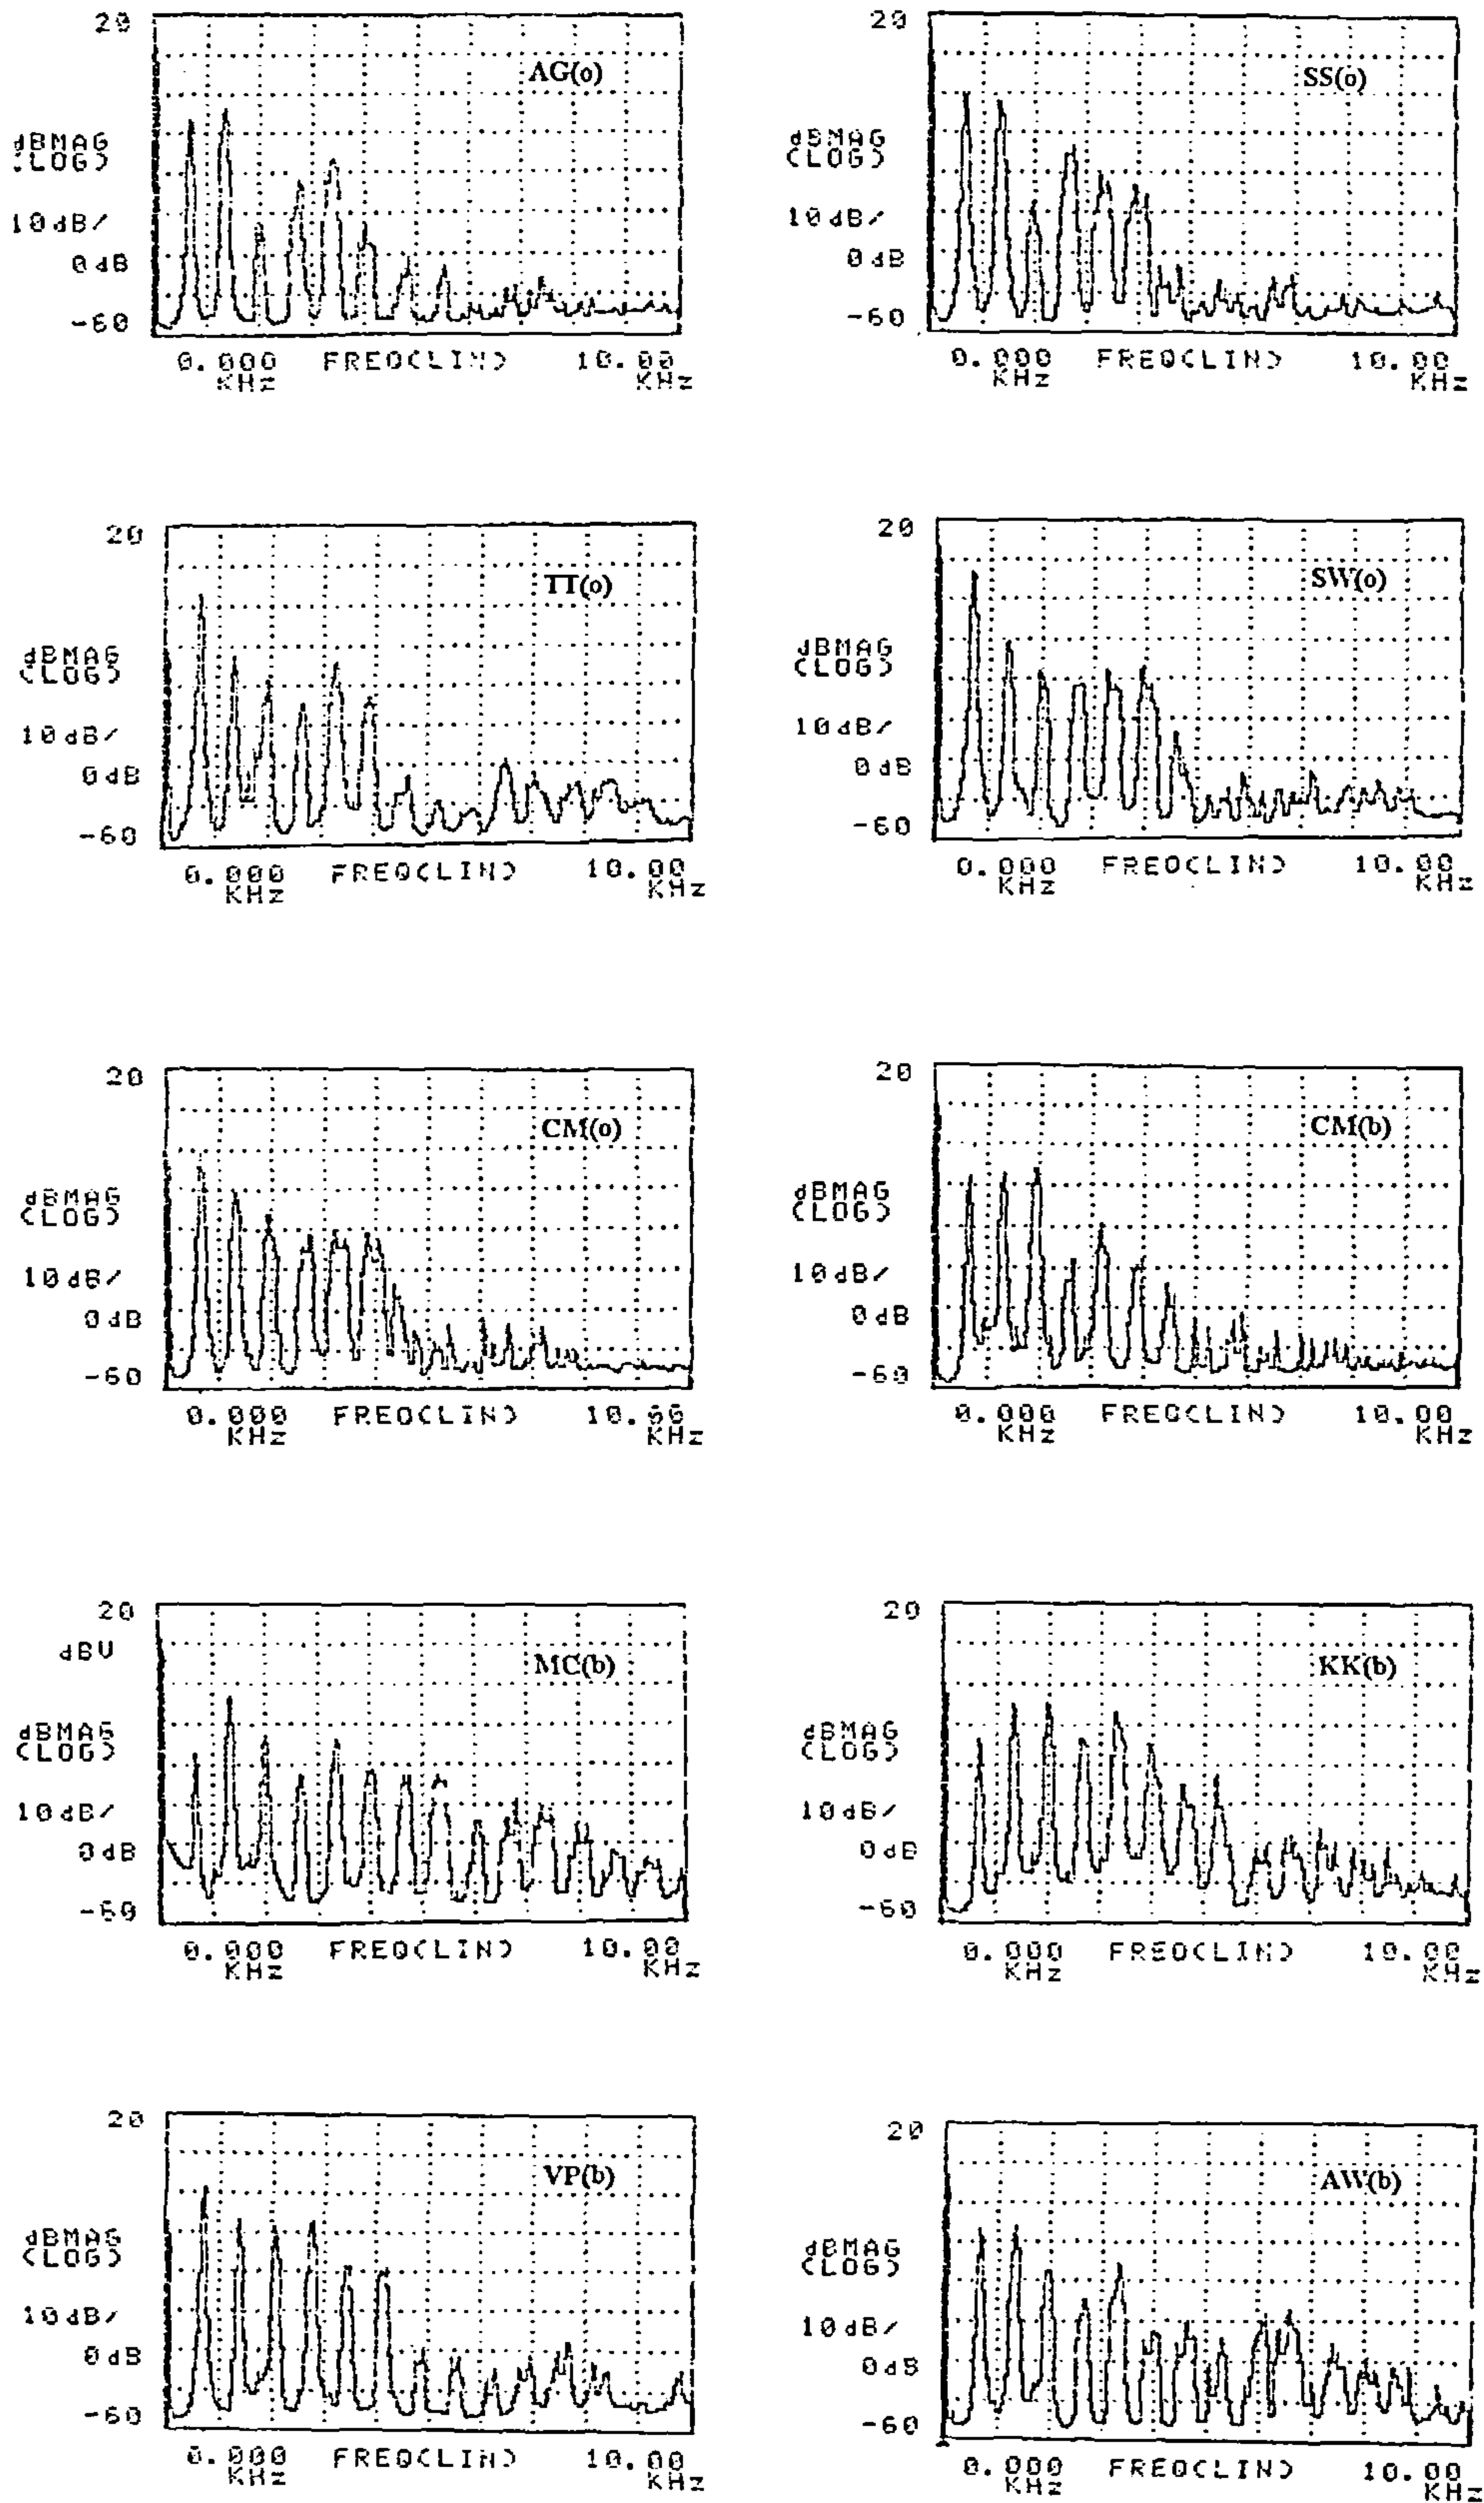 20
AG(o)
dBMAG
(LOG)
10dB/
0dB
-60
0.000 FREQ(LIN) 10.00
KHz KHz
20
SS(o)
dBMAG
(LOG)
10dB/
0dB
-60
0.000 FREQ(LIN) 10.00
KHz KHz
20
TT(o)
dBMAG
(LOG)
10dB/
0dB
-60
0.000 FREQ(LIN) 10.00
KHz KHz
20
SW(o)
dBMAG
(LOG)
10dB/
0dB
-60
0.000 FREQ(LIN) 10.00
KHz KHz
20
CM(o)
dBMAG
(LOG)
10dB/
0dB
-60
0.000 FREQ(LIN) 10.00
KHz KHz
20
CM(b)
dBMAG
(LOG)
10dB/
0dB
-60
0.000 FREQ(LIN) 10.00
KHz KHz
20
dBV
MC(b)
dBMAG
(LOG)
10dB/
0dB
-60
0.000 FREQ(LIN) 10.00
KHz KHz
20
KK(b)
dBMAG
(LOG)
10dB/
0dB
-60
0.000 FREQ(LIN) 10.00
KHz KHz
20
VP(b)
dBMAG
(LOG)
10dB/
0dB
-60
0.000 FREQ(LIN) 10.00
KHz KHz
20
AW(b)
dBMAG
(LOG)
10dB/
0dB
-60
0.000 FREQ(LIN) 10.00
KHz KHz